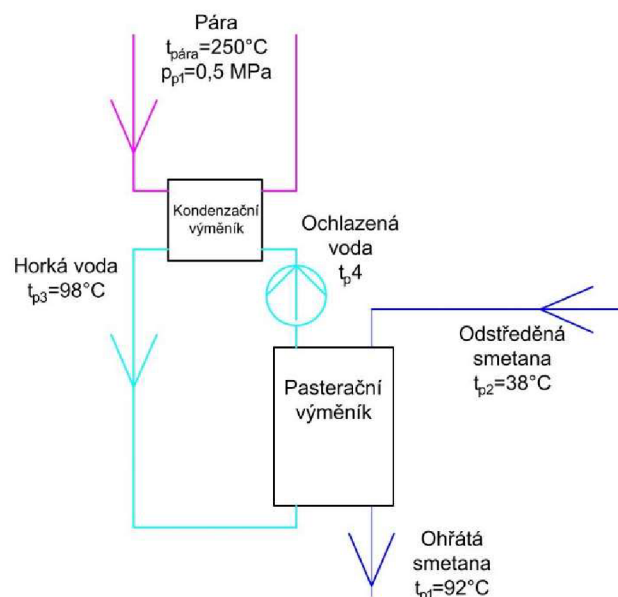 Pára
tpára=250°C
pp1=0,5 MPa
Kondenzační
výměník
Ochlazená
voda
tp4
Horká voda
tp3=98°C
Odstředěná
smetana
tp2=38°C
Pasterační
výměník
Ohřátá
smetana
tp1=92°C